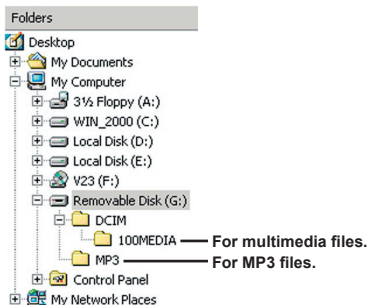 Folders
Desktop
My Documents
My Computer
3½ Floppy (A:)
WIN_2000 (C:)
Local Disk (D:)
Local Disk (E:)
V23 (F:)
Removable Disk (G:)
DCIM
100MEDIA For multimedia files.
MP3 For MP3 files.
Control Panel
My Network Places